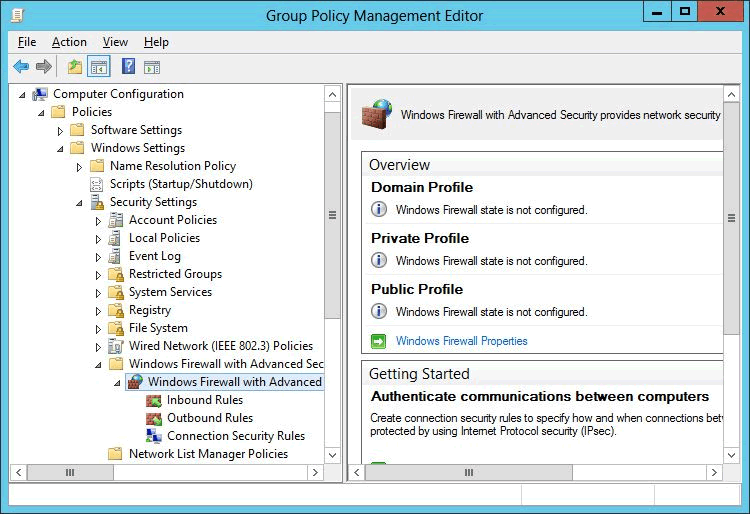 Group Policy Management Editor
File Action View Help
Computer Configuration
Policies
Software Settings
Windows Settings
Name Resolution Policy
Scripts (Startup/Shutdown)
Security Settings
Account Policies
Local Policies
Event Log
Restricted Groups
System Services
Registry
File System
Wired Network (IEEE 802.3) Policies
Windows Firewall with Advanced Sec
Windows Firewall with Advanced
Inbound Rules
Outbound Rules
Connection Security Rules
Network List Manager Policies
Windows Firewall with Advanced Security provides network security
Overview
Domain Profile
Windows Firewall state is not configured.
Private Profile
Windows Firewall state is not configured.
Public Profile
Windows Firewall state is not configured.
Windows Firewall Properties
Getting Started
Authenticate communications between computers
Create connection security rules to specify how and when connections bet
protected by using Internet Protocol security (IPsec).